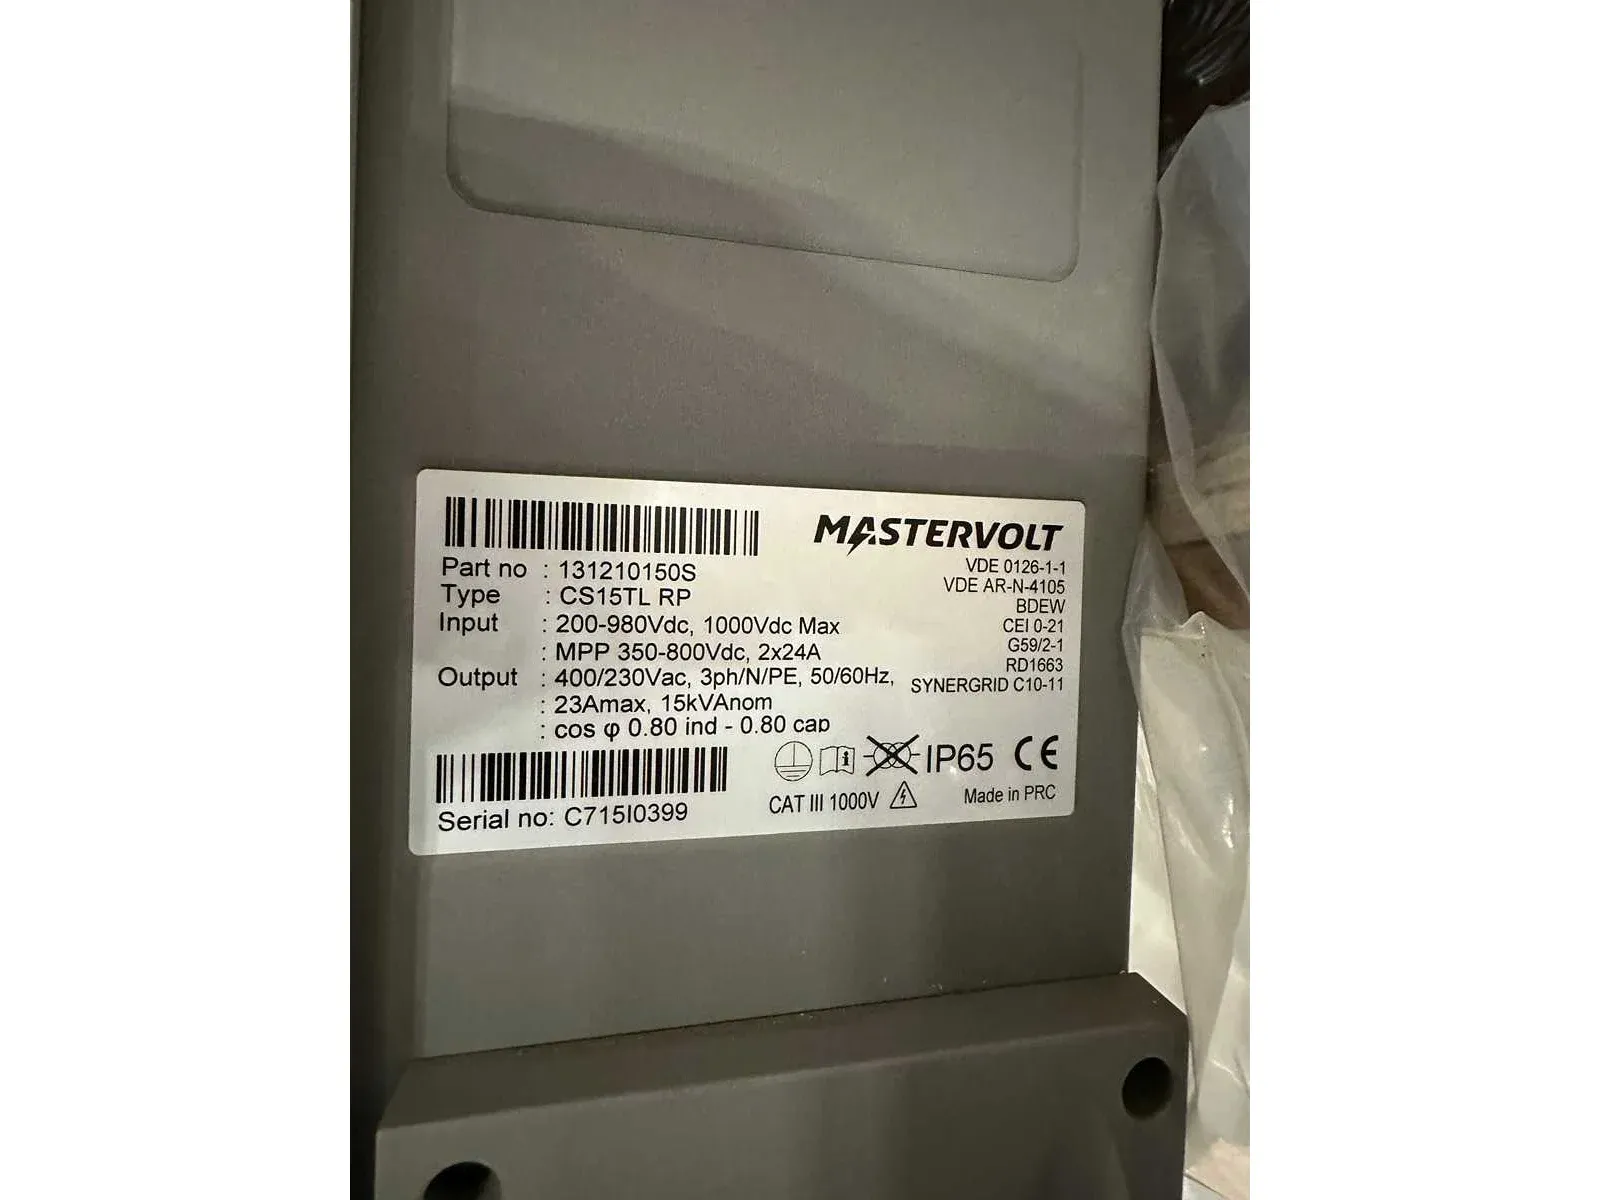 MASTERVOLT
Part no : 131210150S
Type : CS15TL RP
Input : 200-980Vdc, 1000Vdc Max
: MPP 350-800Vdc, 2x24A
Output : 400/230Vac, 3ph/N/PE, 50/60Hz,
: 23Amax, 15kVAnom
: cos φ 0.80 ind - 0.80 cap
VDE 0126-1-1
VDE AR-N-4105
BDEW
CEI 0-21
G59/2-1
RD1663
SYNERGRID C10-11
IP65 CE
CAT III 1000V
Made in PRC
Serial no: C715I0399